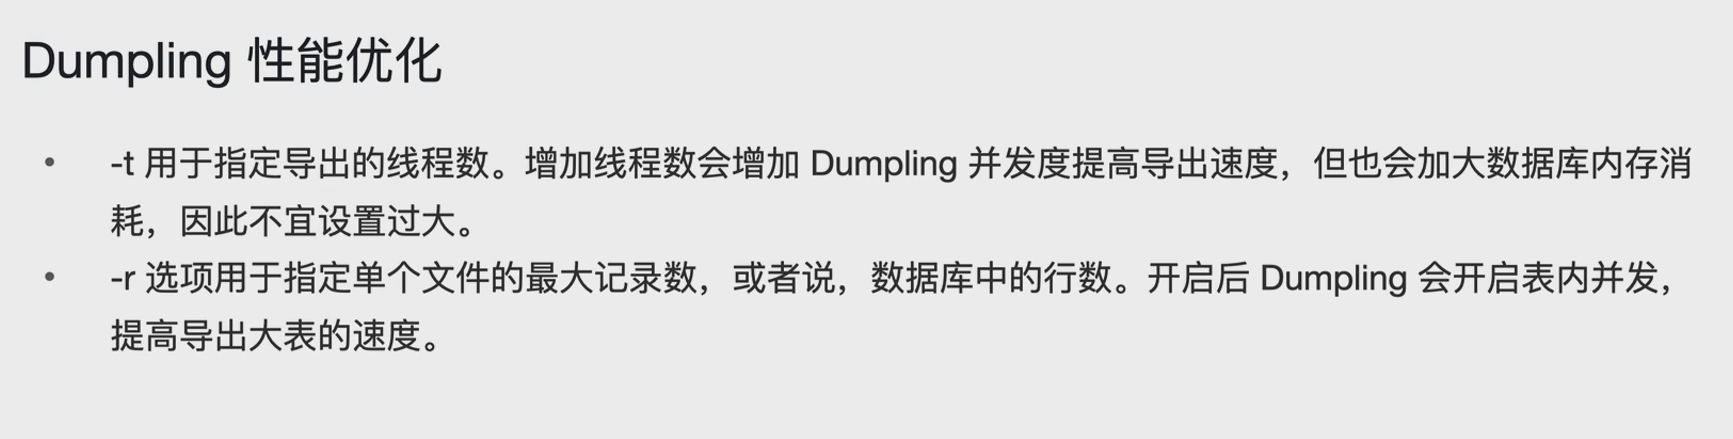 Dumpling 性能优化
• -t 用于指定导出的线程数。增加线程数会增加 Dumpling 并发度提高导出速度，但也会加大数据库内存消
耗，因此不宜设置过大。
• -r 选项用于指定单个文件的最大记录数，或者说，数据库中的行数。开启后 Dumpling 会开启表内并发，
提高导出大表的速度。